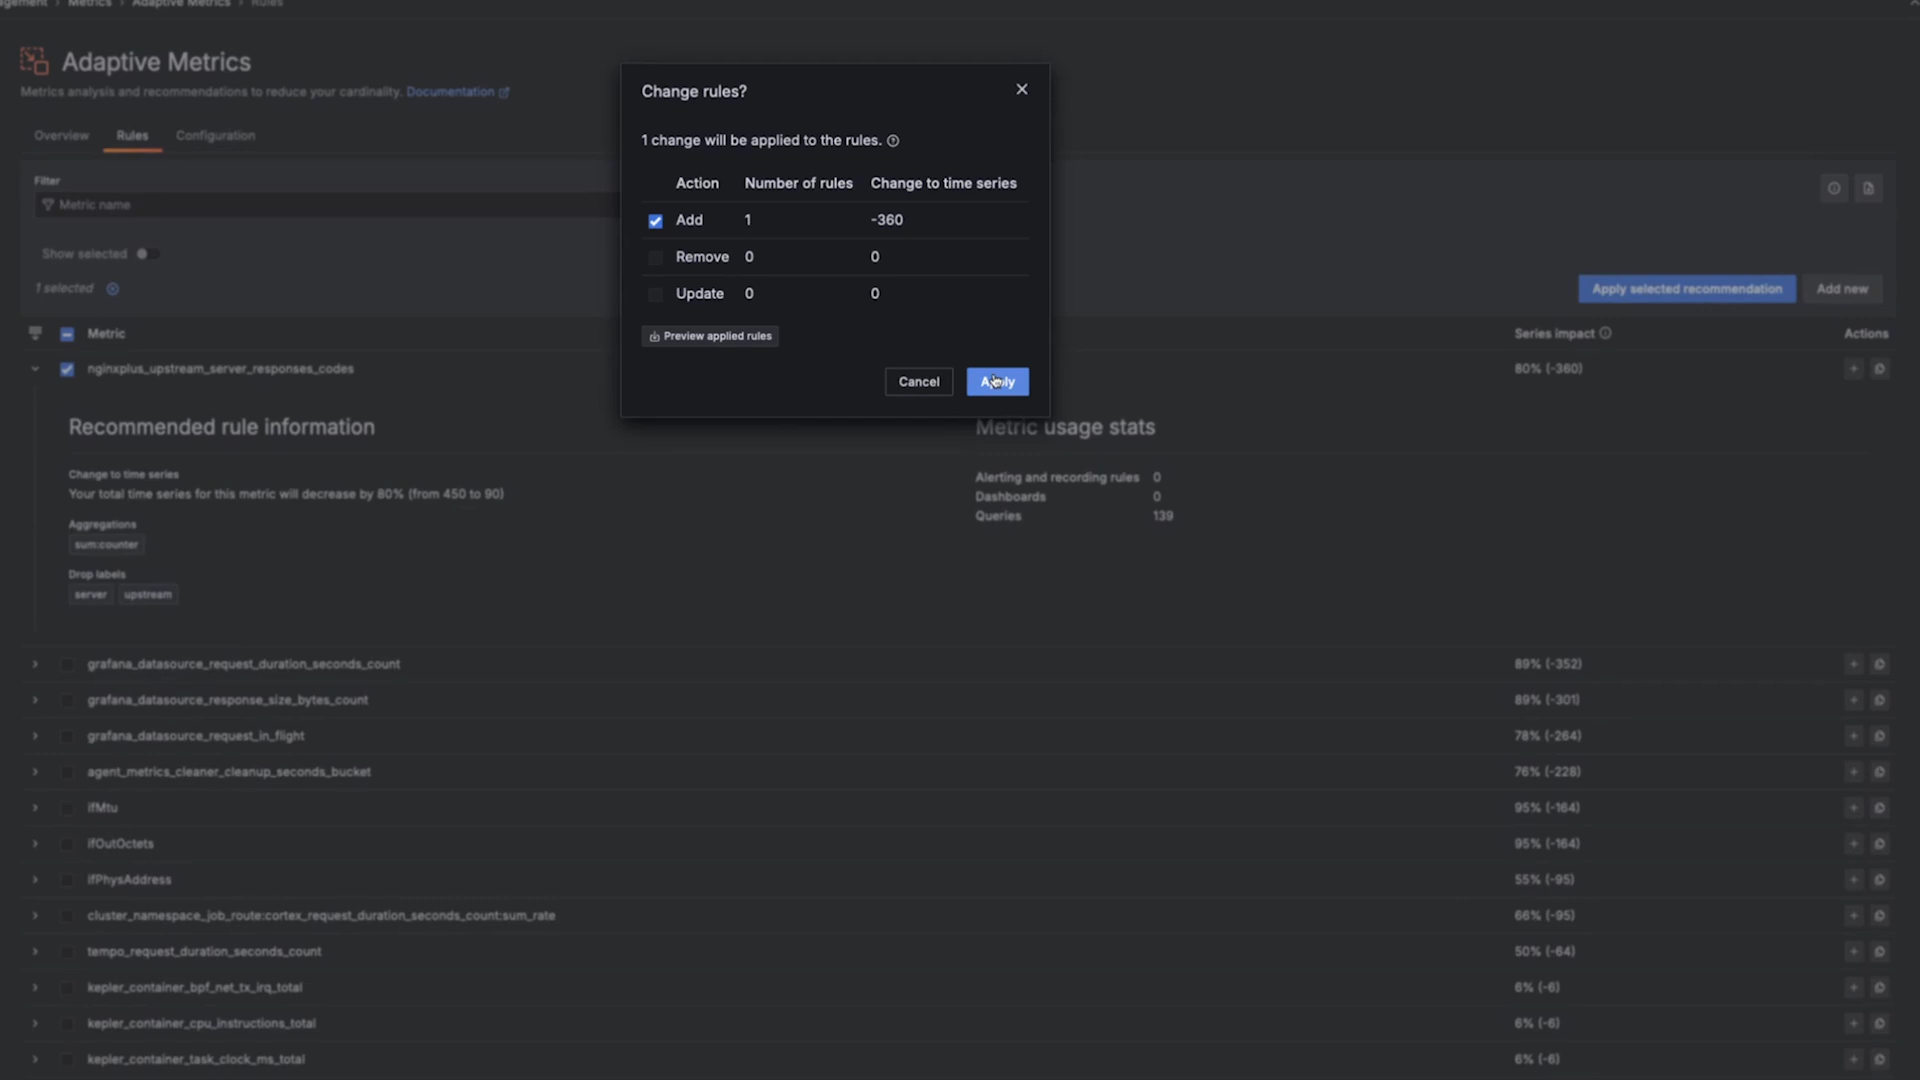 Metrics › Adaptive Metrics › Rules
Adaptive Metrics
Metrics analysis and recommendations to reduce your cardinality. Documentation
Overview Rules Configuration
Filter
Metric name
Show selected
1 selected
Apply selected recommendation Add new
Metric Series impact Actions
nginxplus_upstream_server_responses_codes 80% (-360)
Recommended rule information
Change to time series
Your total time series for this metric will decrease by 80% (from 450 to 90)
Aggregations
sum:counter
Drop labels
server upstream
Metric usage stats
Alerting and recording rules 0
Dashboards 0
Queries 139
grafana_datasource_request_duration_seconds_count 89% (-352)
grafana_datasource_response_size_bytes_count 89% (-301)
grafana_datasource_request_in_flight 78% (-264)
agent_metrics_cleaner_cleanup_seconds_bucket 76% (-228)
ifMtu 95% (-164)
ifOutOctets 95% (-164)
ifPhysAddress 55% (-95)
cluster_namespace_job_route:cortex_request_duration_seconds_count:sum_rate 66% (-95)
tempo_request_duration_seconds_count 50% (-64)
kepler_container_bpf_net_tx_irq_total 6% (-6)
kepler_container_cpu_instructions_total 6% (-6)
kepler_container_task_clock_ms_total 6% (-6)
Change rules?
1 change will be applied to the rules.
Action Number of rules Change to time series
Add 1 -360
Remove 0 0
Update 0 0
Preview applied rules
Cancel Apply